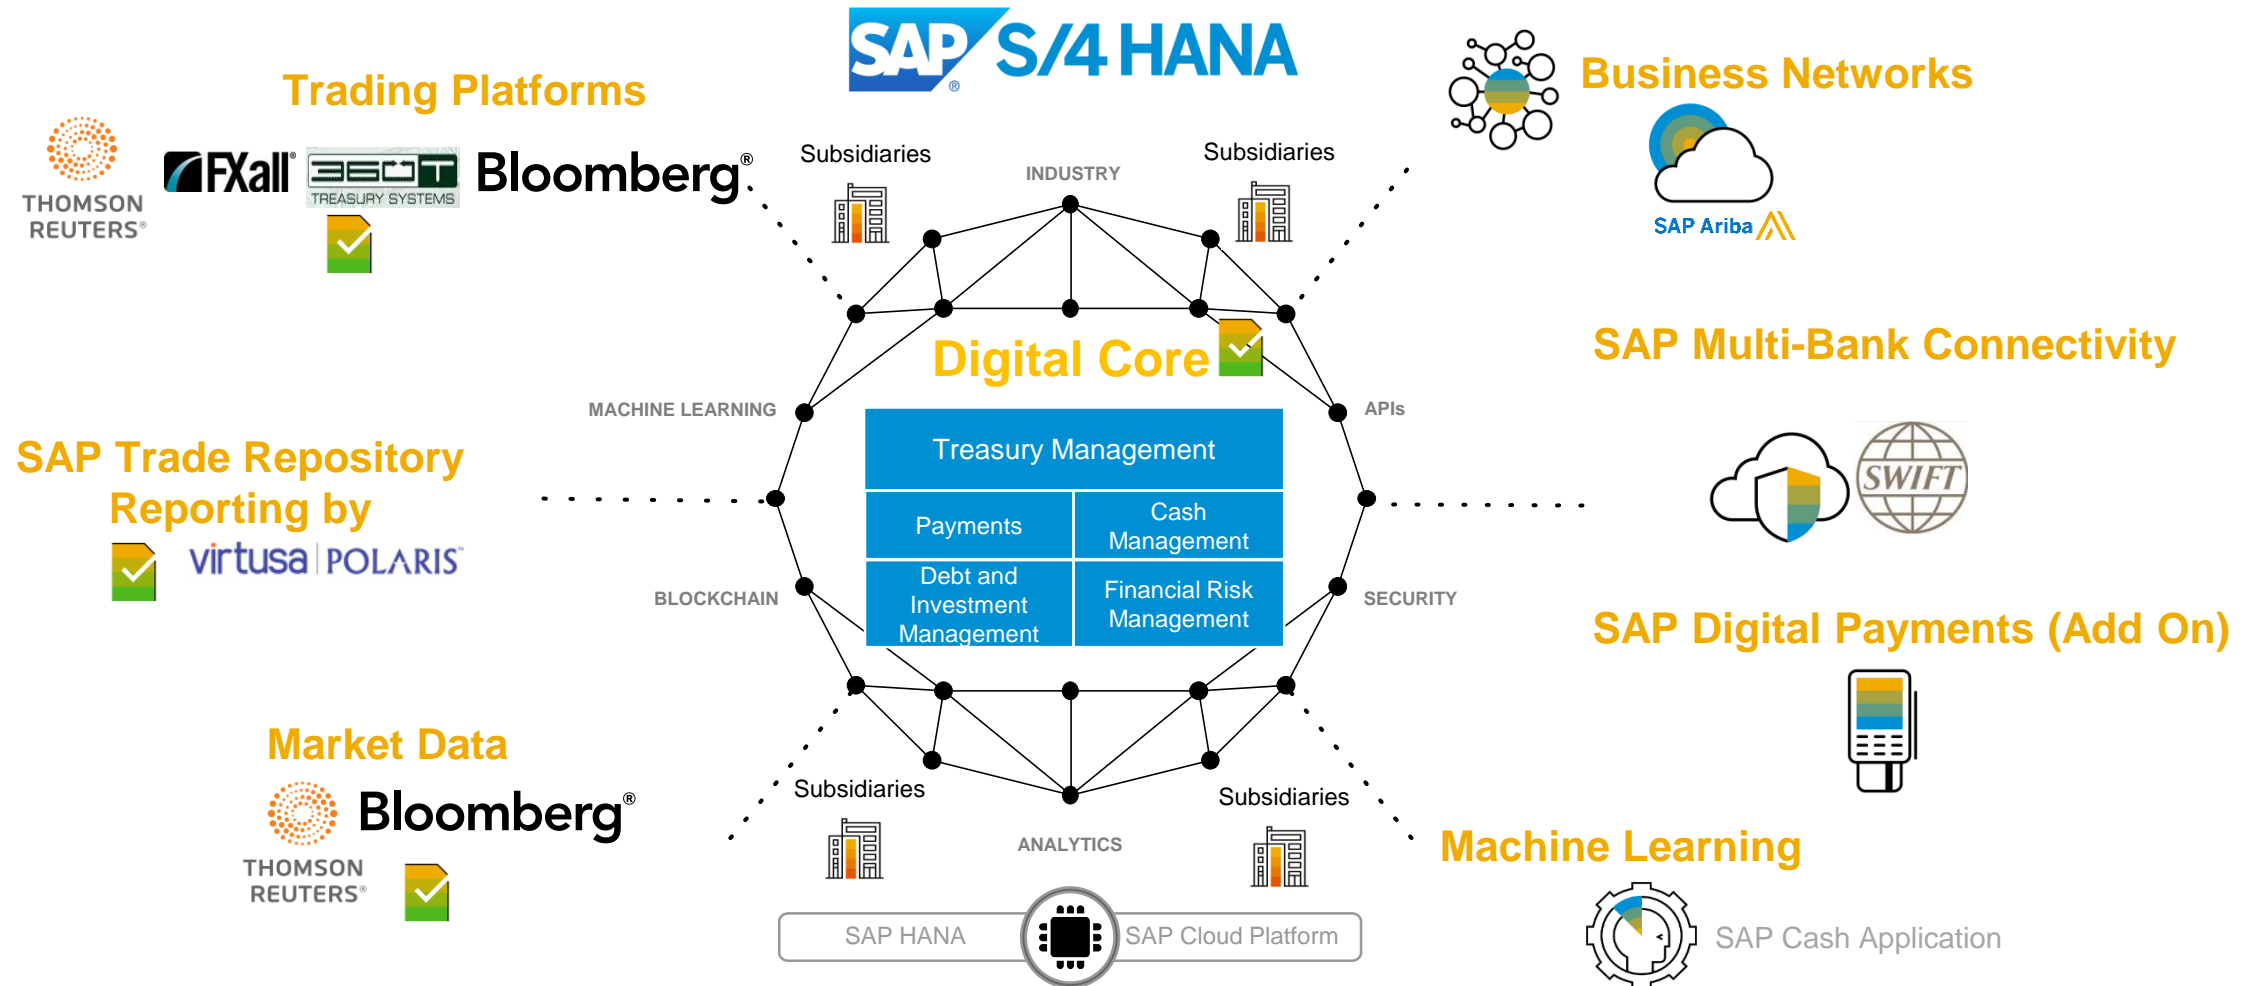 SAP® S/4 HANA
Trading Platforms
THOMSON
REUTERS®
FXall®
360T
TREASURY SYSTEMS
Bloomberg®
Subsidiaries
INDUSTRY
Subsidiaries
Business Networks
SAP Ariba
Digital Core
SAP Multi-Bank Connectivity
SWIFT
MACHINE LEARNING
APIs
Treasury Management
Payments
Cash
Management
Debt and
Investment
Management
Financial Risk
Management
SAP Trade Repository
Reporting by
virtusa | POLARIS™
BLOCKCHAIN
SECURITY
SAP Digital Payments (Add On)
Market Data
THOMSON
REUTERS®
Bloomberg®
Subsidiaries
ANALYTICS
Subsidiaries
Machine Learning
SAP Cash Application
SAP HANA
SAP Cloud Platform